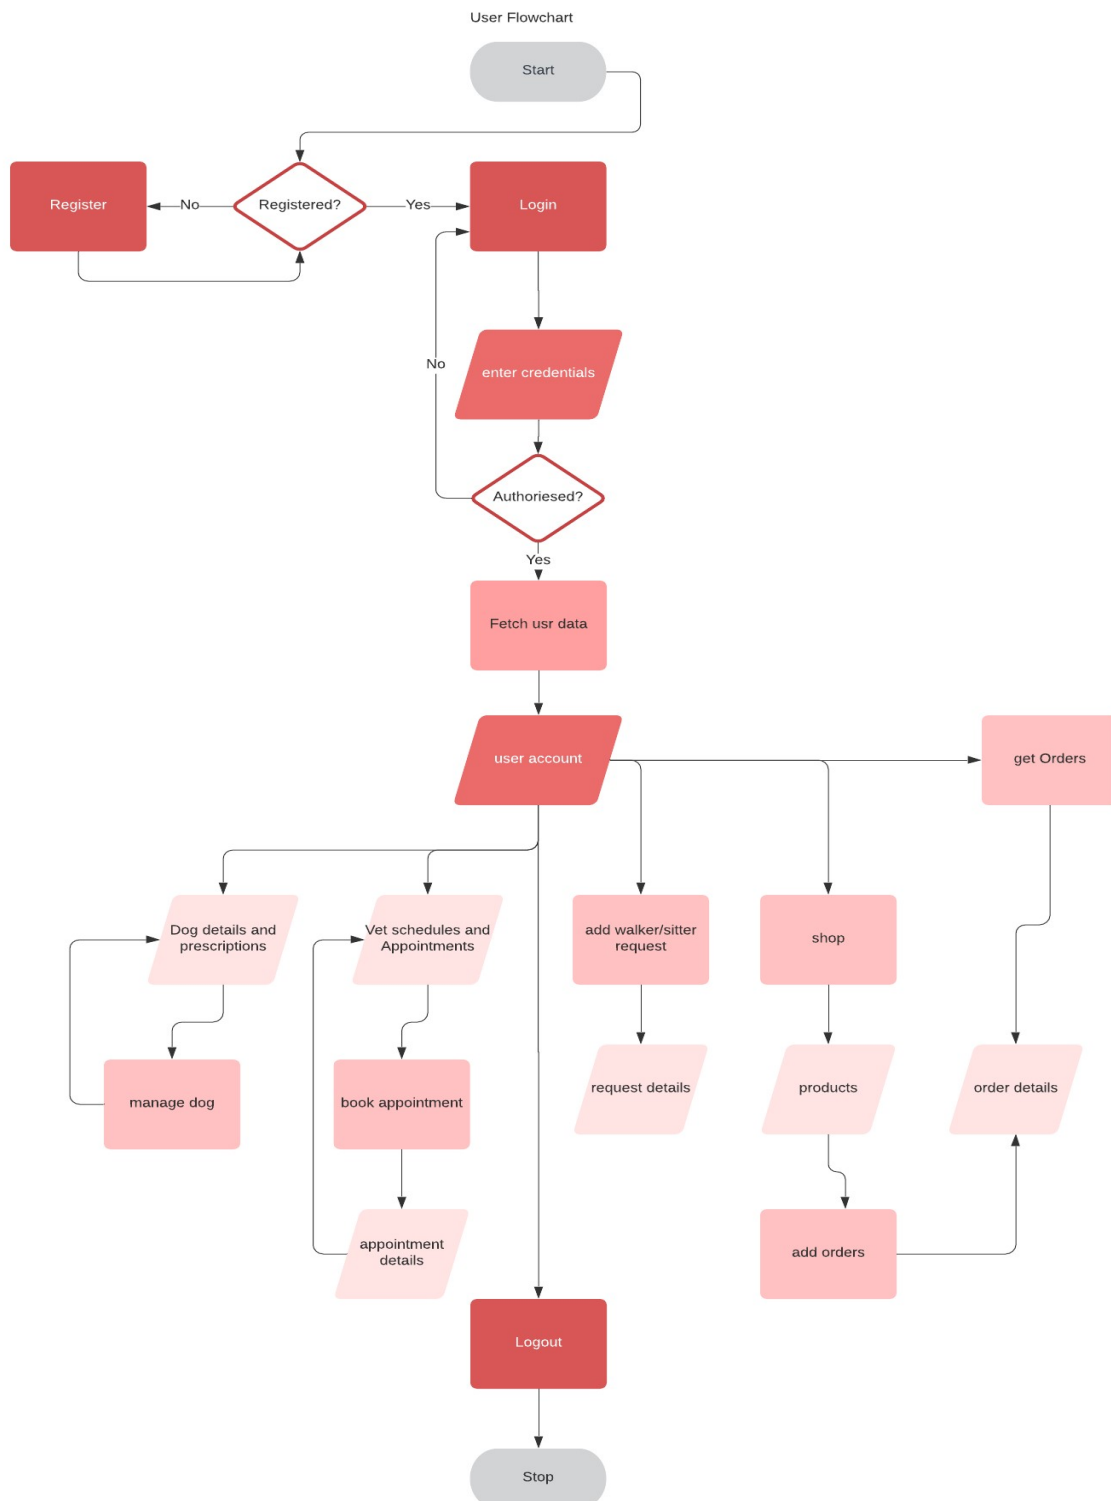 User Flowchart
Start
Register
No
Registered?
Yes
Login
No
enter credentials
Authoriesed?
Yes
Fetch usr data
user account
get Orders
Dog details and
prescriptions
Vet schedules and
Appointments
add walker/sitter
request
shop
manage dog
book appointment
request details
products
order details
appointment
details
add orders
Logout
Stop